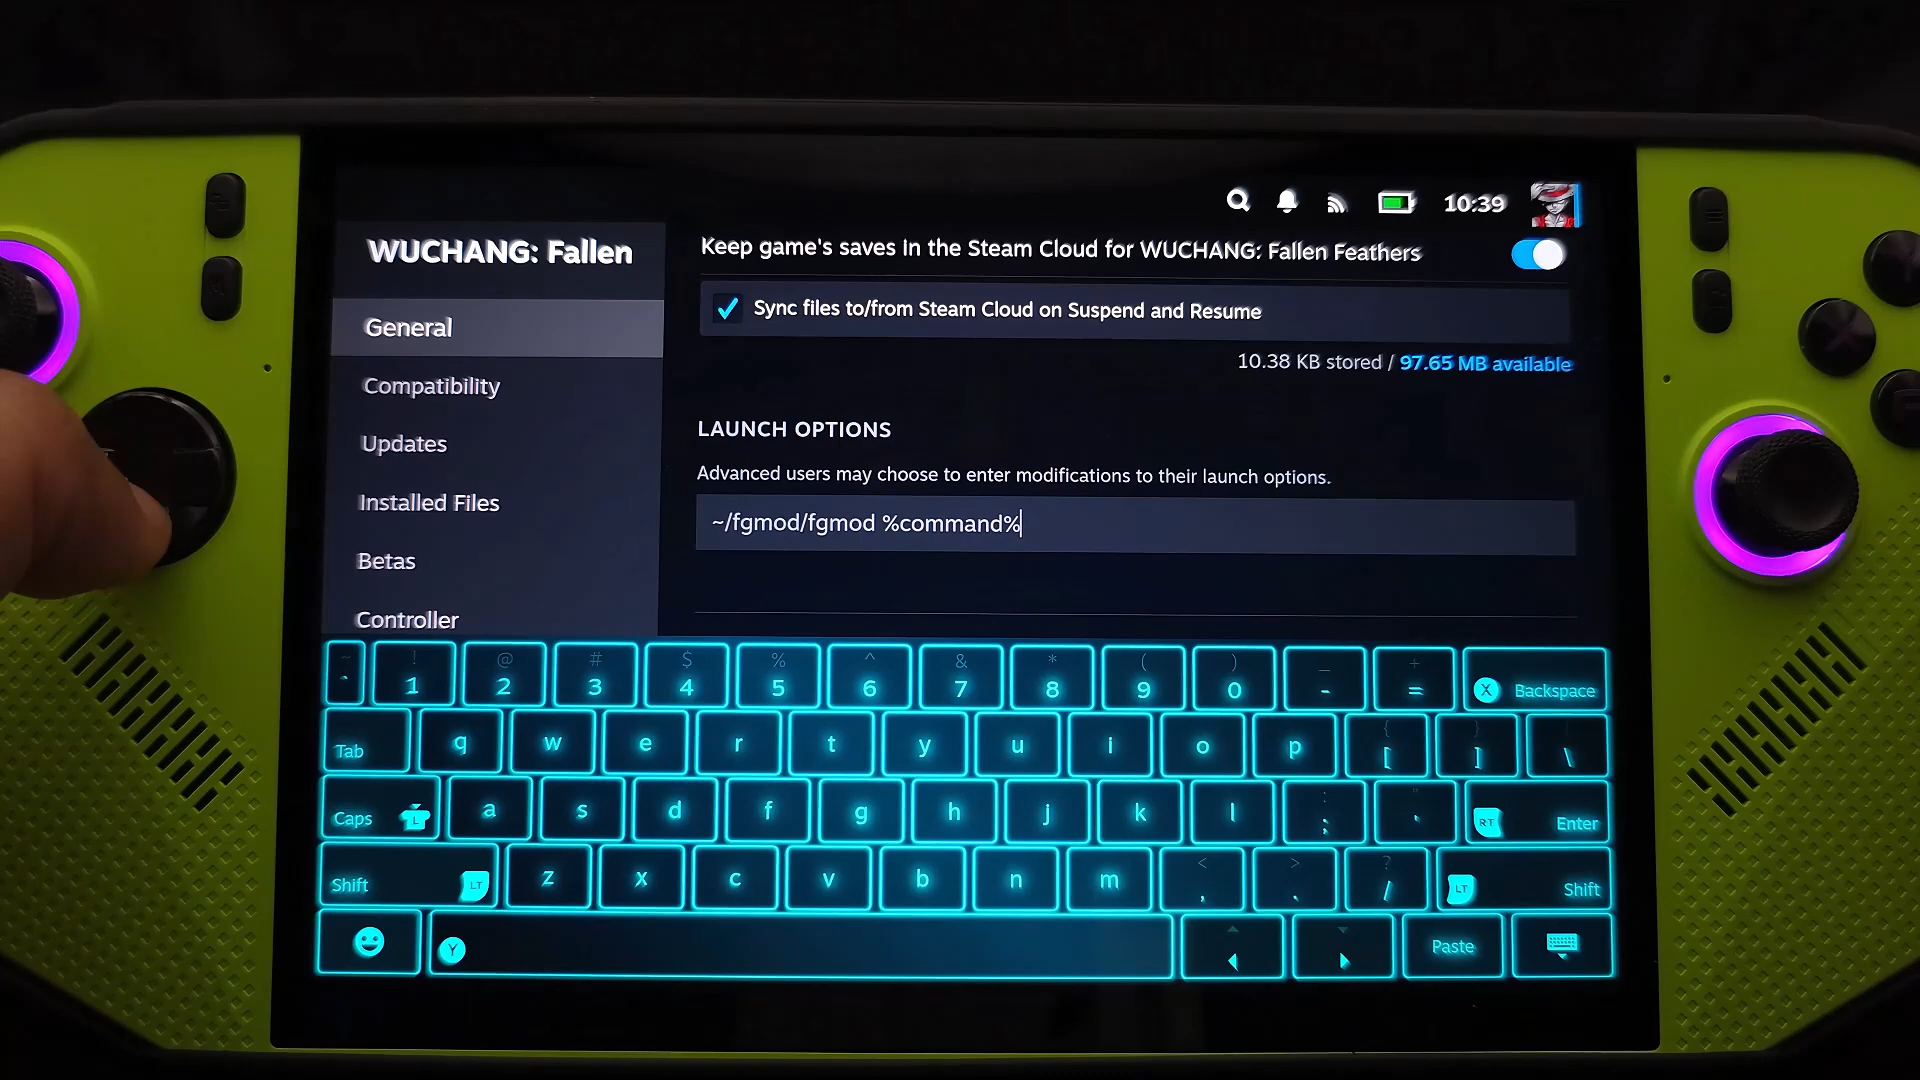 10:39
WUCHANG: Fallen
General
Compatibility
Updates
Installed Files
Betas
Controller
Keep game's saves in the Steam Cloud for WUCHANG: Fallen Feathers
Sync files to/from Steam Cloud on Suspend and Resume
10.38 KB stored / 97.65 MB available
LAUNCH OPTIONS
Advanced users may choose to enter modifications to their launch options.
~/fgmod/fgmod %command%
~ ! @ # $ % ^ & * ( ) _ +
` 1 2 3 4 5 6 7 8 9 0 - = X Backspace
Tab q w e r t y u i o p { [ } ] \
Caps L a s d f g h j k l : ; " ' RT Enter
Shift LT z x c v b n m < , > . ? / LT Shift
Y Paste